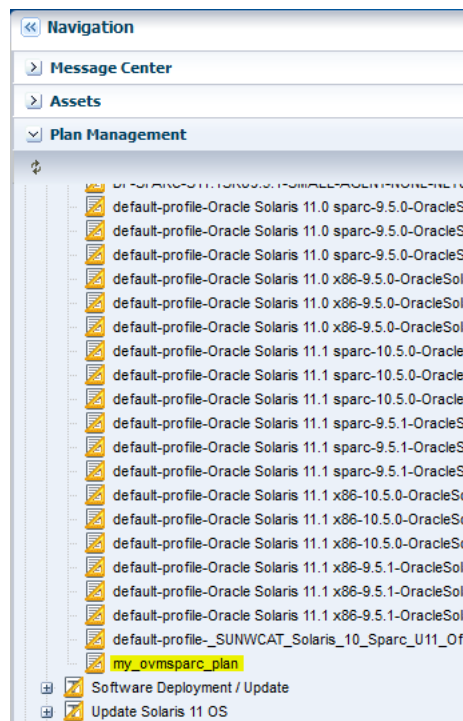 Navigation
Message Center
Assets
Plan Management
default-profile-Oracle Solaris 11.0 sparc-9.5.0-OracleS
default-profile-Oracle Solaris 11.0 sparc-9.5.0-OracleS
default-profile-Oracle Solaris 11.0 sparc-9.5.0-OracleS
default-profile-Oracle Solaris 11.0 x86-9.5.0-OracleSol
default-profile-Oracle Solaris 11.0 x86-9.5.0-OracleSol
default-profile-Oracle Solaris 11.0 x86-9.5.0-OracleSol
default-profile-Oracle Solaris 11.1 sparc-10.5.0-Oracle
default-profile-Oracle Solaris 11.1 sparc-10.5.0-Oracle
default-profile-Oracle Solaris 11.1 sparc-10.5.0-Oracle
default-profile-Oracle Solaris 11.1 sparc-9.5.1-OracleS
default-profile-Oracle Solaris 11.1 sparc-9.5.1-OracleS
default-profile-Oracle Solaris 11.1 sparc-9.5.1-OracleS
default-profile-Oracle Solaris 11.1 x86-10.5.0-OracleSo
default-profile-Oracle Solaris 11.1 x86-10.5.0-OracleSo
default-profile-Oracle Solaris 11.1 x86-10.5.0-OracleSo
default-profile-Oracle Solaris 11.1 x86-9.5.1-OracleSol
default-profile-Oracle Solaris 11.1 x86-9.5.1-OracleSol
default-profile-Oracle Solaris 11.1 x86-9.5.1-OracleSol
default-profile-_SUNWCAT_Solaris_10_Sparc_U11_Of
my_ovmsparc_plan
Software Deployment / Update
Update Solaris 11 OS